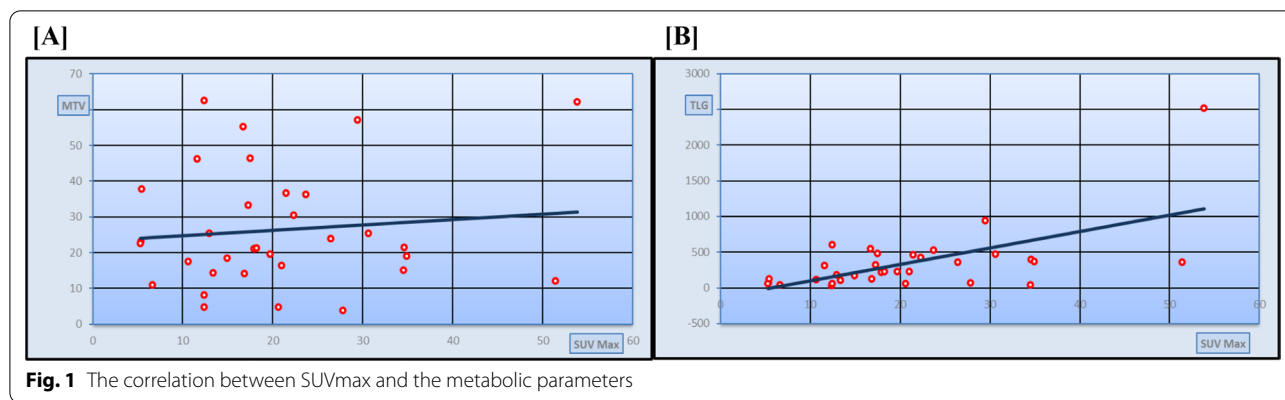 [A]
[B]
70
60
50
40
30
20
10
0
MTV
0 10 20 30 40 50 60
SUV Max
3000
2500
2000
1500
1000
500
0
-500
TLG
0 10 20 30 40 50 60
SUV Max
Fig. 1 The correlation between SUVmax and the metabolic parameters